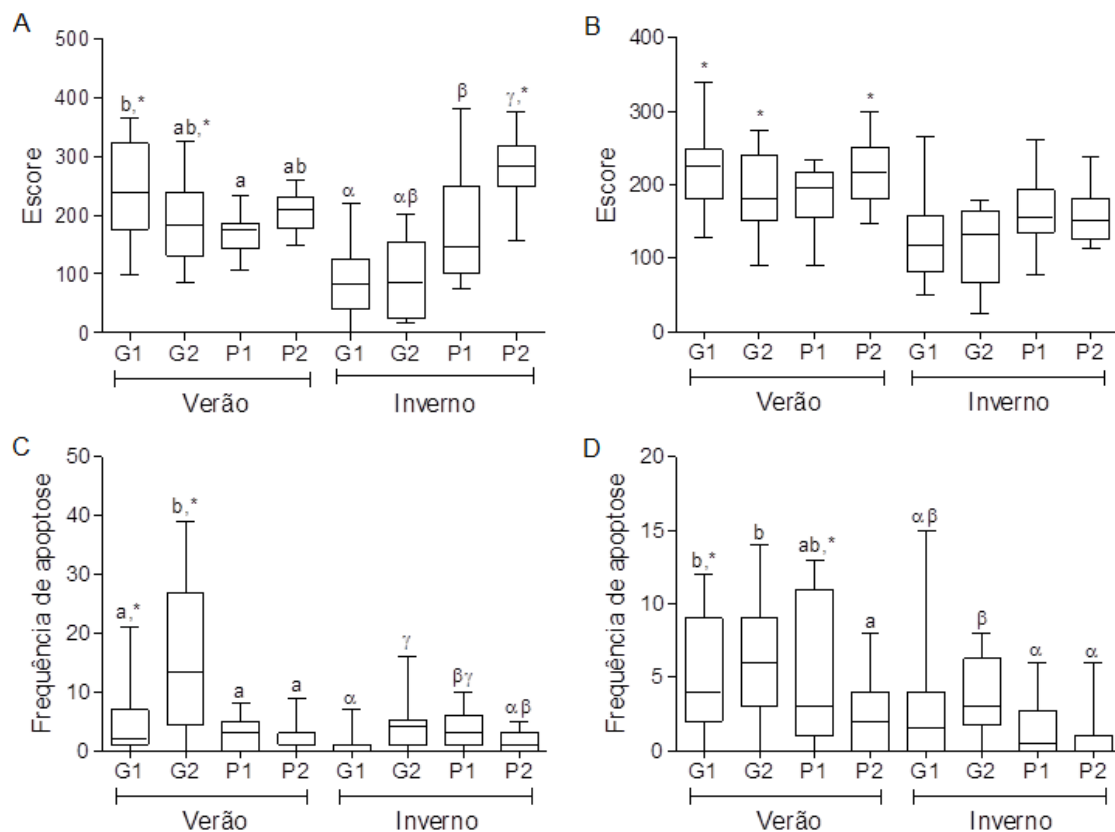 A
500
400
300
200
100
0
Escore
b,*
ab,*
a
ab
α
αβ
β
γ,*
G1 G2 P1 P2 G1 G2 P1 P2
Verão Inverno
B
400
300
200
100
0
Escore
*
*
*
G1 G2 P1 P2 G1 G2 P1 P2
Verão Inverno
C
50
40
30
20
10
0
Frequência de apoptose
a,*
b,*
a
a
α
γ
βγ
αβ
G1 G2 P1 P2 G1 G2 P1 P2
Verão Inverno
D
20
15
10
5
0
Frequência de apoptose
b,*
b
ab,*
a
αβ
β
α
α
G1 G2 P1 P2 G1 G2 P1 P2
Verão Inverno